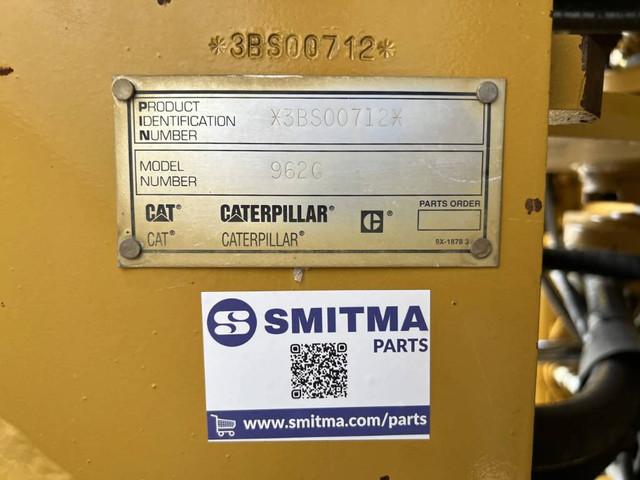 *3BS00712*
PRODUCT
IDENTIFICATION
NUMBER
*3BS00712*
MODEL
NUMBER
962G
CAT® CATERPILLAR® C®
PARTS ORDER
CAT® CATERPILLAR®
9X-1878 3
S SMITMA
PARTS
www.smitma.com/parts